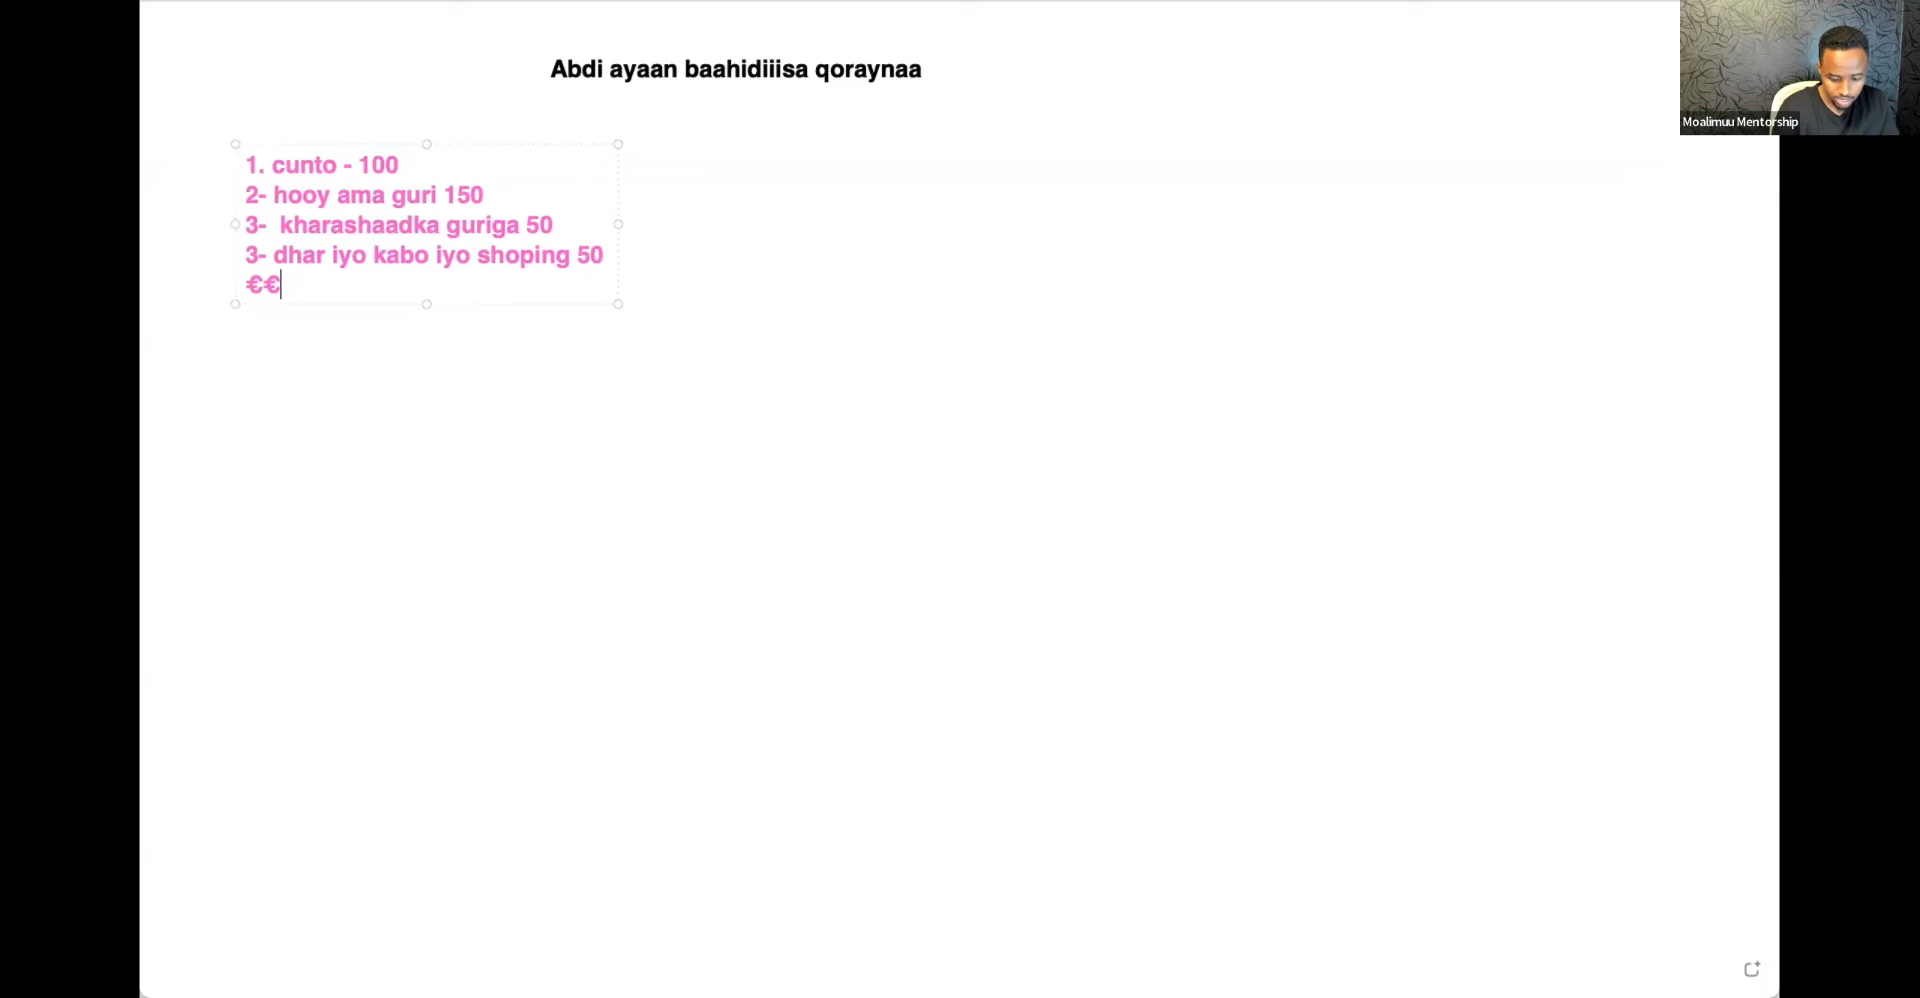 Abdi ayaan baahidiiisa qoraynaa
Moalimuu Mentorship
1. cunto - 100
2- hooy ama guri 150
3-  kharashaadka guriga 50
3- dhar iyo kabo iyo shoping 50
€€